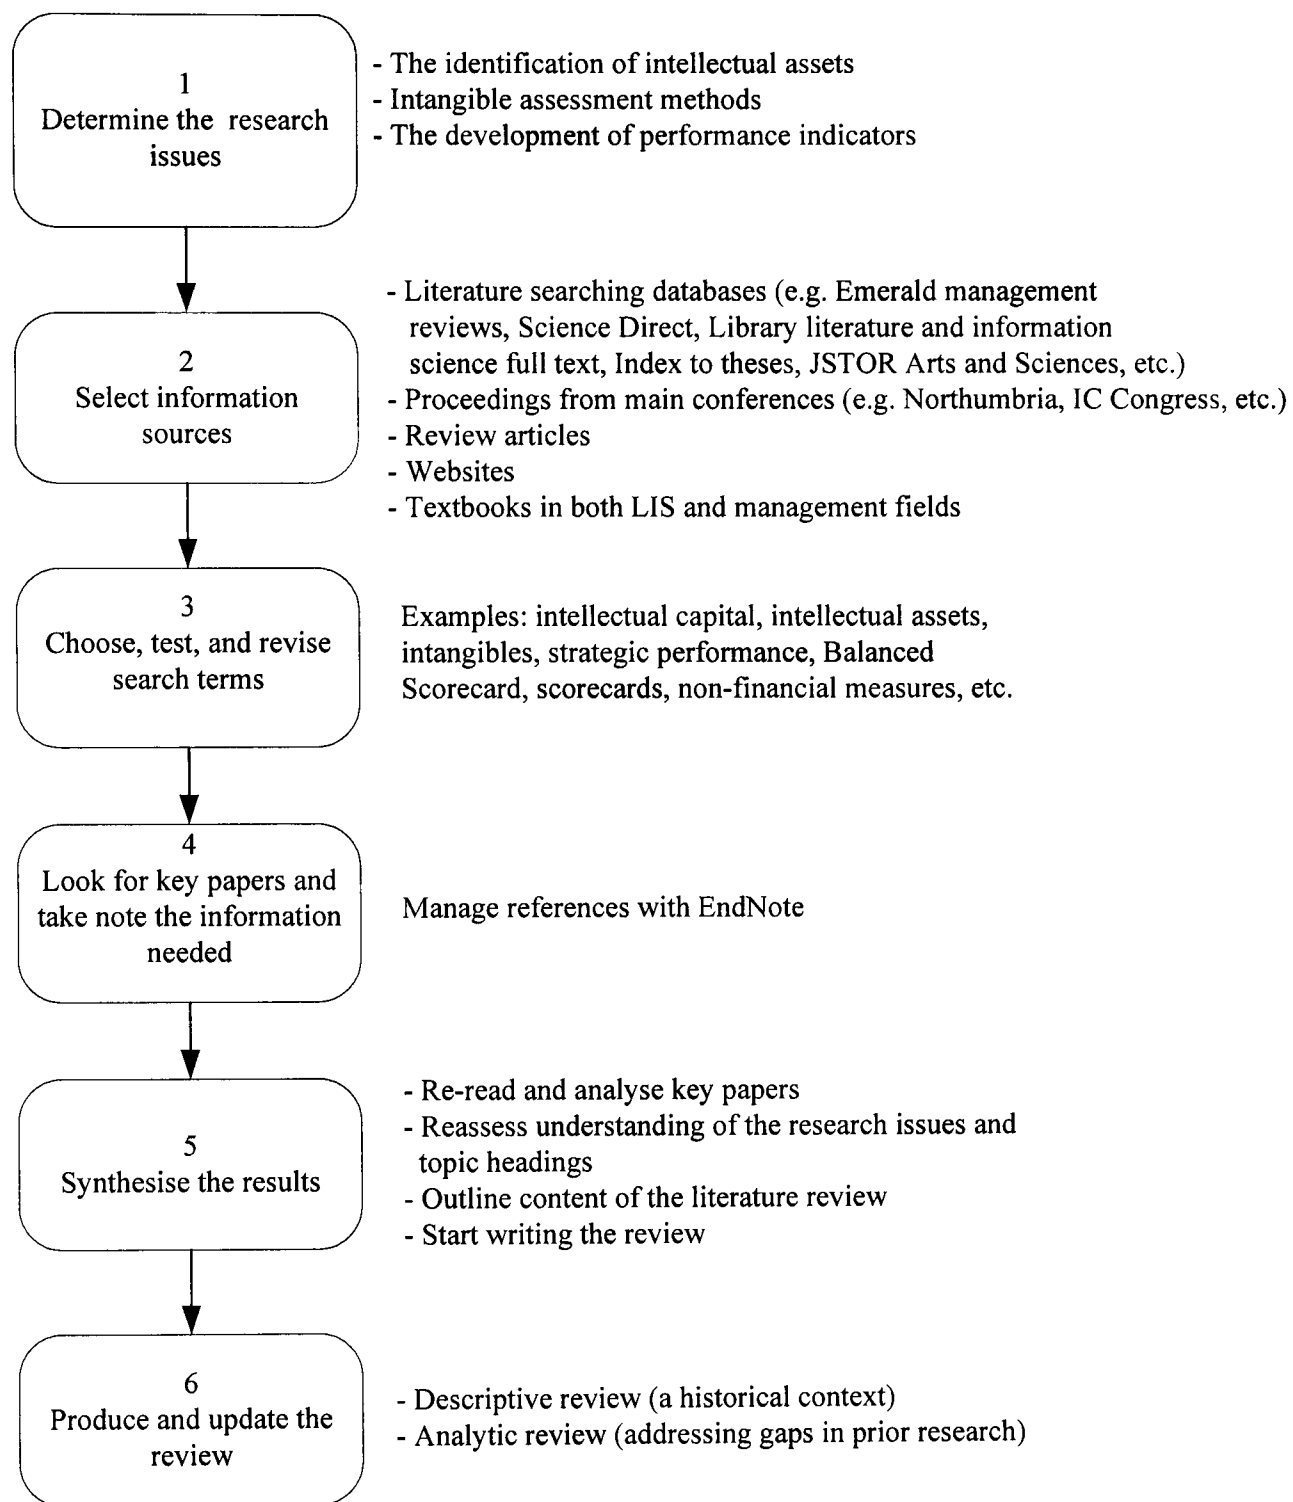 1
Determine the research
issues
- The identification of intellectual assets
- Intangible assessment methods
- The development of performance indicators
2
Select information
sources
- Literature searching databases (e.g. Emerald management
reviews, Science Direct, Library literature and information
science full text, Index to theses, JSTOR Arts and Sciences, etc.)
- Proceedings from main conferences (e.g. Northumbria, IC Congress, etc.)
- Review articles
- Websites
- Textbooks in both LIS and management fields
3
Choose, test, and revise
search terms
Examples: intellectual capital, intellectual assets,
intangibles, strategic performance, Balanced
Scorecard, scorecards, non-financial measures, etc.
4
Look for key papers and
take note the information
needed
Manage references with EndNote
5
Synthesise the results
- Re-read and analyse key papers
- Reassess understanding of the research issues and
topic headings
- Outline content of the literature review
- Start writing the review
6
Produce and update the
review
- Descriptive review (a historical context)
- Analytic review (addressing gaps in prior research)